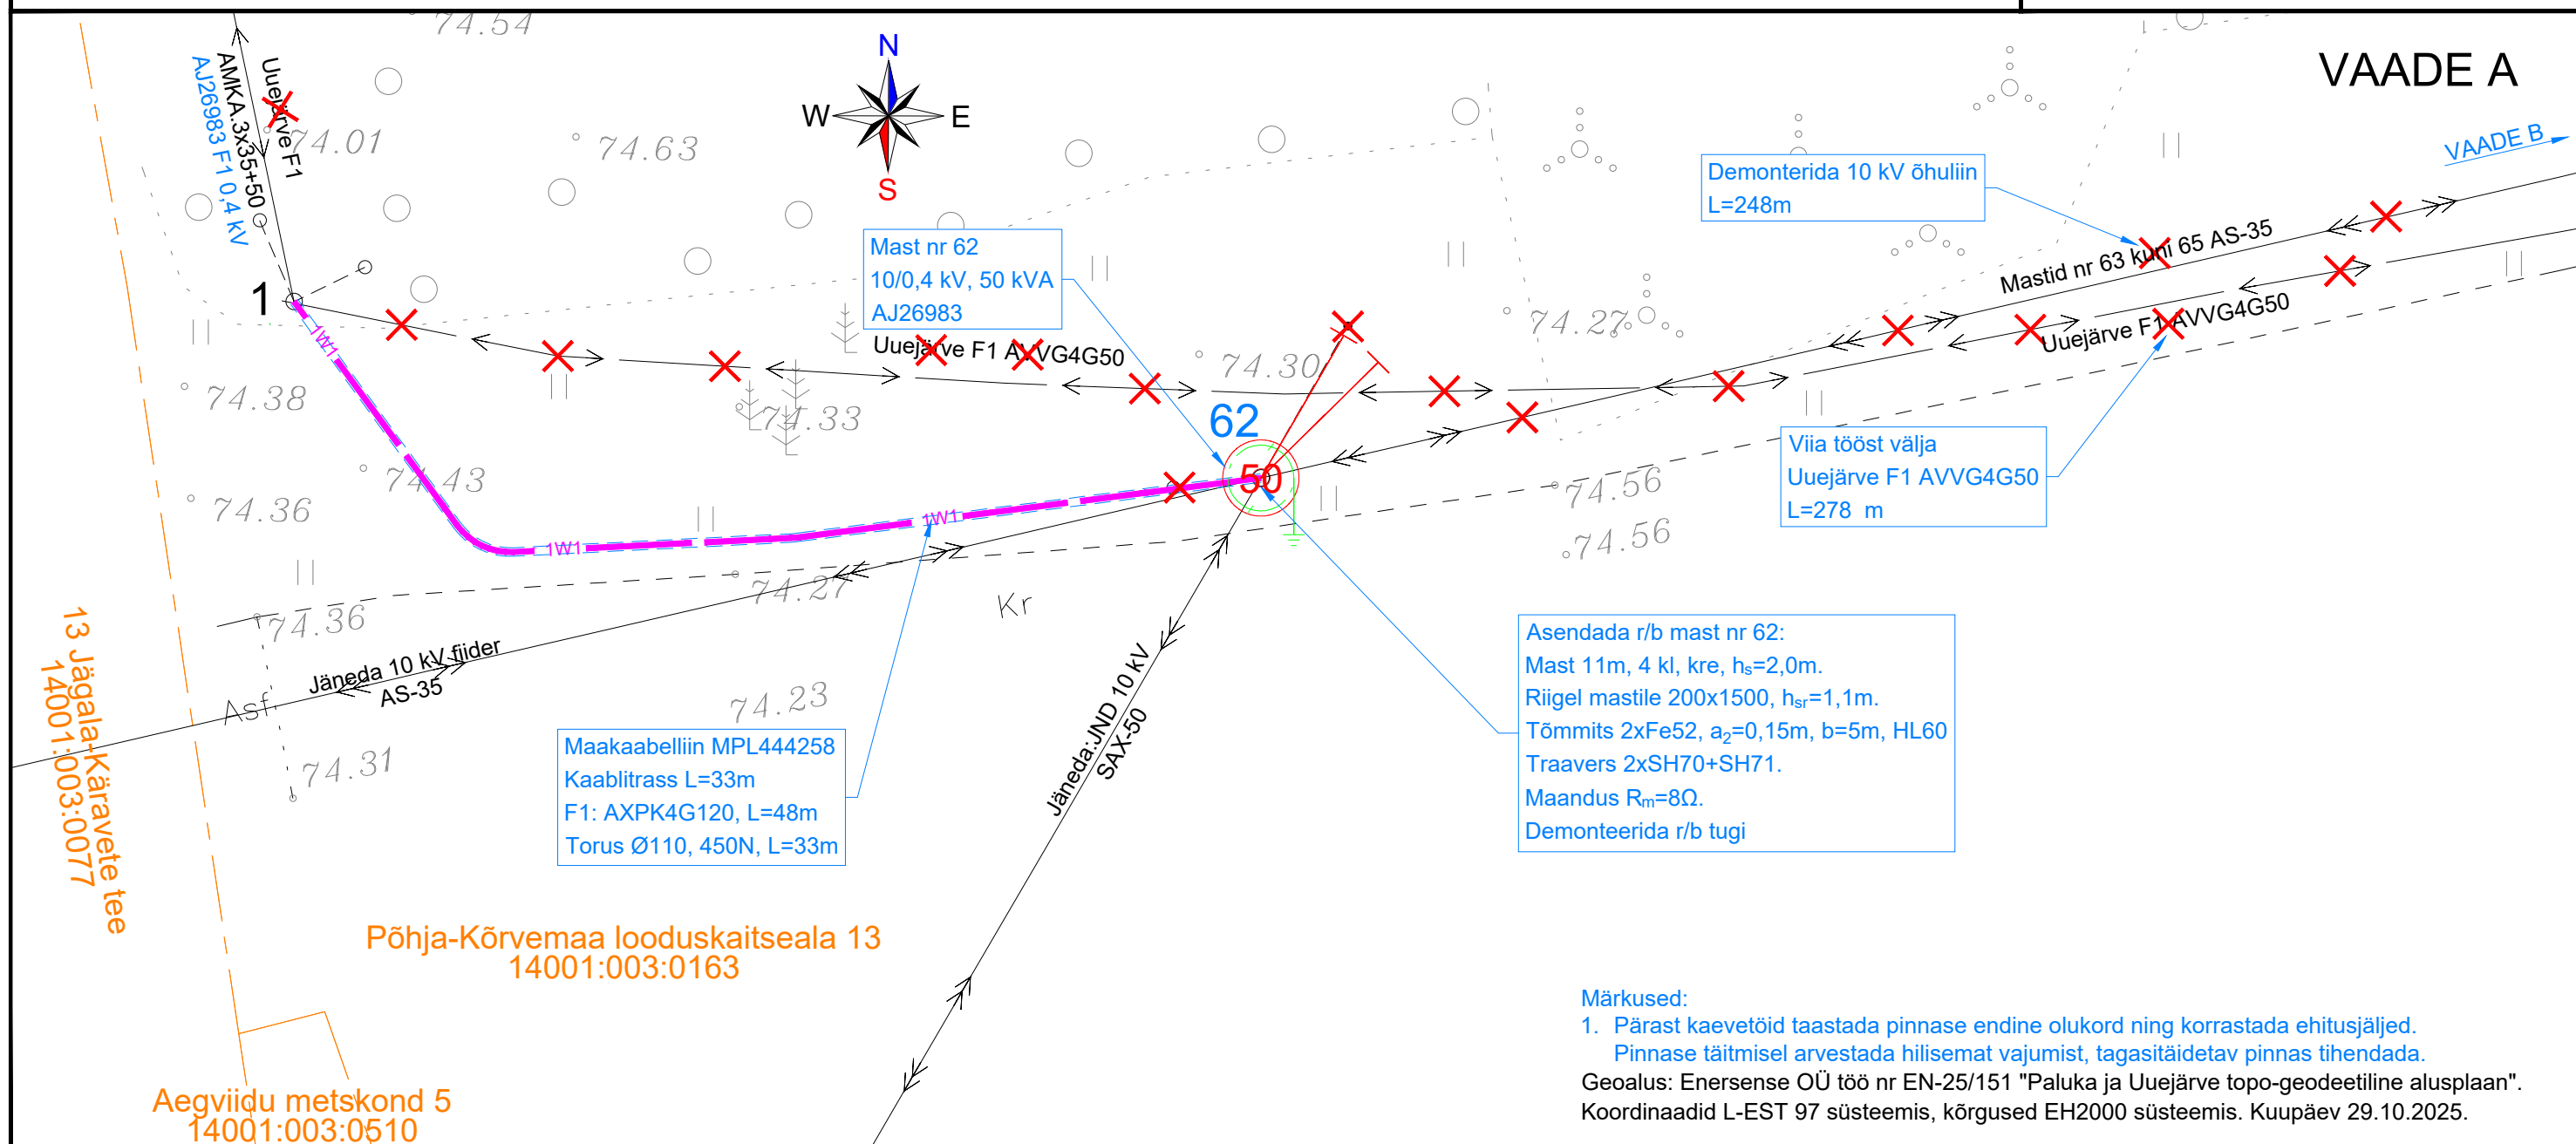 VAADE A
VAADE B
N
W
E
S
74.54
Uuejärve F1
AMKA.3x35+50
AJ26983 F1 0,4 kV
74.01
74.63
1
Mast nr 62
10/0,4 kV, 50 kVA
AJ26983
Demonterida 10 kV õhuliin
L=248m
Mastid nr 63 kuni 65 AS-35
Uuejärve F1 AVVG4G50
Uuejärve F1 AVVG4G50
74.27
74.30
1W1
74.38
74.33
62
50
74.43
74.36
1W1
1W1
74.56
74.56
Viia tööst välja
Uuejärve F1 AVVG4G50
L=278 m
74.27
Kr
74.36
Jäneda 10 kV fiider
AS-35
Asf
74.23
74.31
13 Jägala-Käravete tee
14001:003:0077
Jäneda:JND 10 kV
SAX-50
Maakaabelliin MPL444258
Kaablitrass L=33m
F1: AXPK4G120, L=48m
Torus Ø110, 450N, L=33m
Asendada r/b mast nr 62:
Mast 11m, 4 kl, kre, hs=2,0m.
Riigel mastile 200x1500, hsr=1,1m.
Tõmmits 2xFe52, a2=0,15m, b=5m, HL60
Traavers 2xSH70+SH71.
Maandus Rm=8Ω.
Demonteerida r/b tugi
Põhja-Kõrvemaa looduskaitseala 13
14001:003:0163
Aegviidu metskond 5
14001:003:0510
Märkused:
1. Pärast kaevetöid taastada pinnase endine olukord ning korrastada ehitusjäljed.
Pinnase täitmisel arvestada hilisemat vajumist, tagasitäidetav pinnas tihendada.
Geoalus: Enersense OÜ töö nr EN-25/151 "Paluka ja Uuejärve topo-geodeetiline alusplaan".
Koordinaadid L-EST 97 süsteemis, kõrgused EH2000 süsteemis. Kuupäev 29.10.2025.